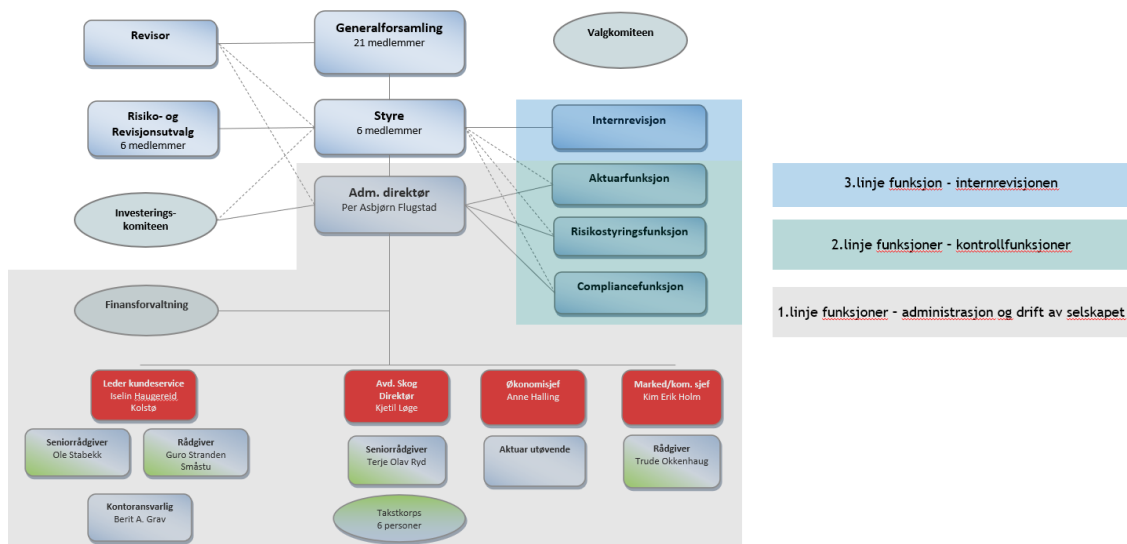 Revisor
Generalforsamling
21 medlemmer
Valgkomiteen
Risiko- og
Revisjonsutvalg
6 medlemmer
Styre
6 medlemmer
Internrevisjon
Aktuarfunksjon
3.linje funksjon - internrevisjonen
Adm. direktør
Per Asbjørn Flugstad
Investerings-
komiteen
Risikostyringsfunksjon
2.linje funksjoner – kontrollfunksjoner
Compliancefunksjon
Finansforvaltning
1.linje funksjoner – administrasjon og drift av selskapet
Leder kundeservice
Iselin Haugereid
Kolstø
Avd. Skog
Direktør
Kjetil Løge
Økonomisjef
Anne Halling
Marked/kom. sjef
Kim Erik Holm
Seniorrådgiver
Ole Stabekk
Rådgiver
Guro Stranden
Småstu
Seniorrådgiver
Terje Olav Ryd
Aktuar utøvende
Rådgiver
Trude Okkenhaug
Kontoransvarlig
Berit A. Grav
Takstkorps
6 personer